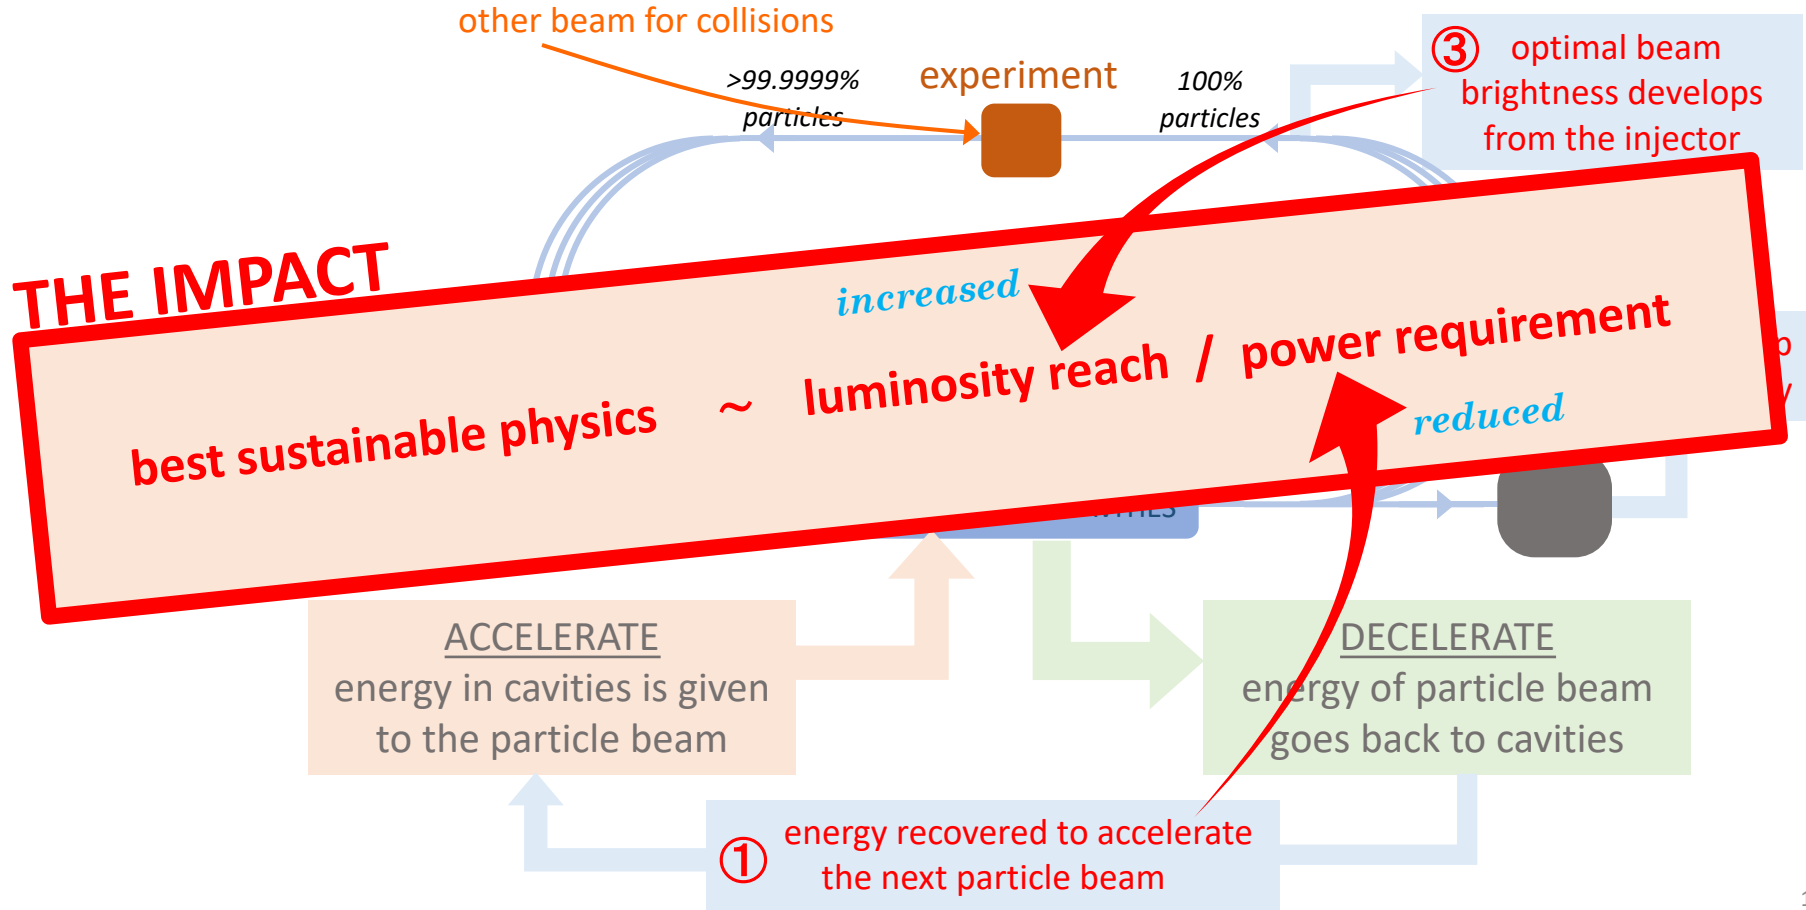 other beam for collisions
>99.9999%
particles
experiment
100%
particles
③ optimal beam
brightness develops
from the injector
THE IMPACT
increased
best sustainable physics ~ luminosity reach / power requirement
reduced
ACCELERATE
energy in cavities is given
to the particle beam
DECELERATE
energy of particle beam
goes back to cavities
① energy recovered to accelerate
the next particle beam